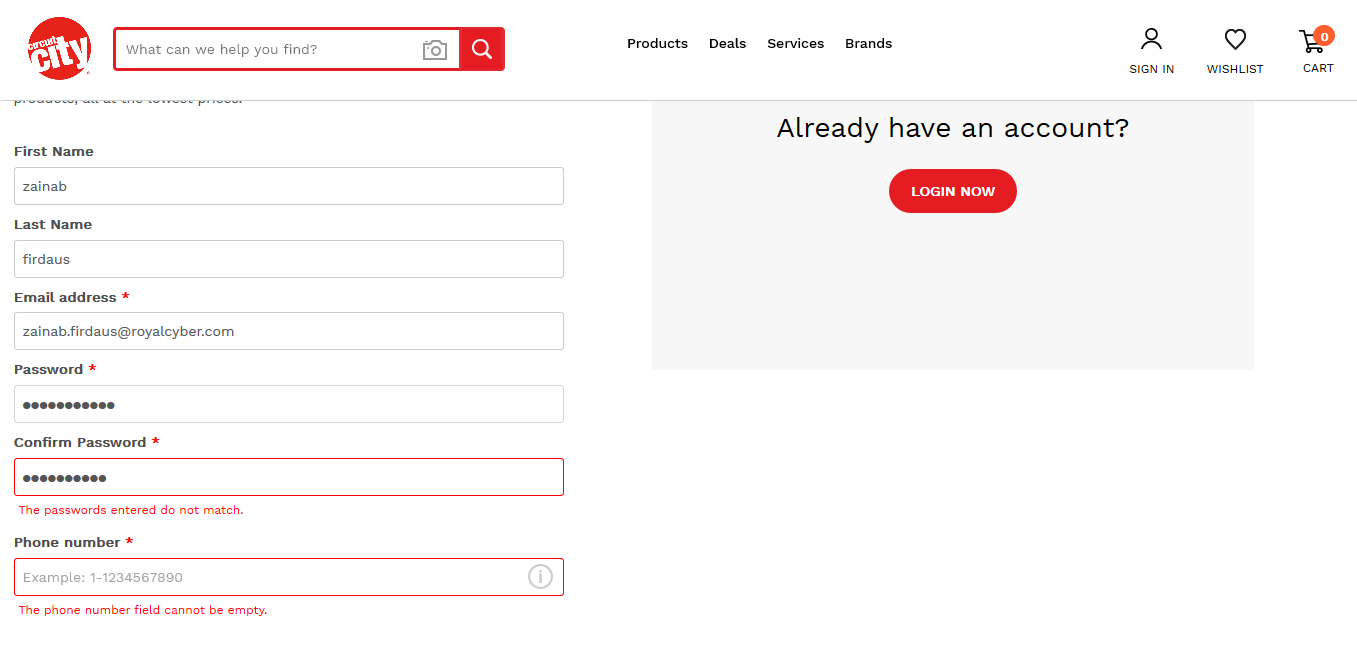 circuit
city
What can we help you find?
Products Deals Services Brands
SIGN IN
WISHLIST
0
CART
products, all at the lowest prices.
First Name
zainab
Last Name
firdaus
Email address *
zainab.firdaus@royalcyber.com
Password *
●●●●●●●●●●●
Confirm Password *
●●●●●●●●●●
The passwords entered do not match.
Phone number *
Example: 1-1234567890
The phone number field cannot be empty.
Already have an account?
LOGIN NOW